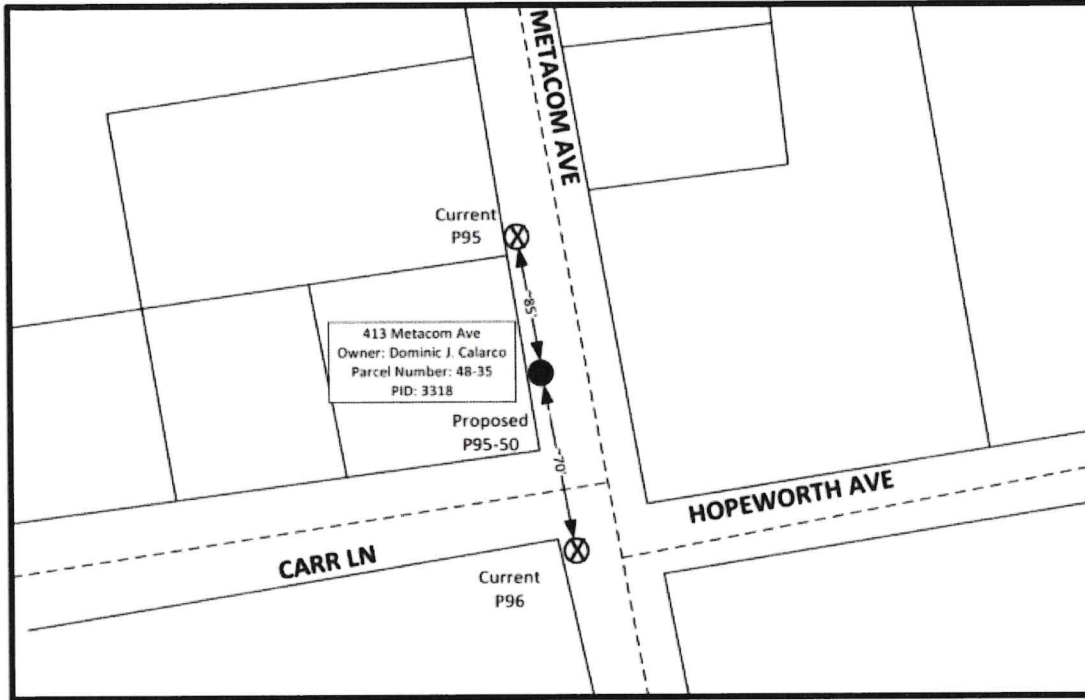 METACOM AVE
Current
P95
~85'
413 Metacom Ave
Owner: Dominic J. Calarco
Parcel Number: 48-35
PID: 3318
Proposed
P95-50
~70'
HOPEWORTH AVE
CARR LN
Current
P96